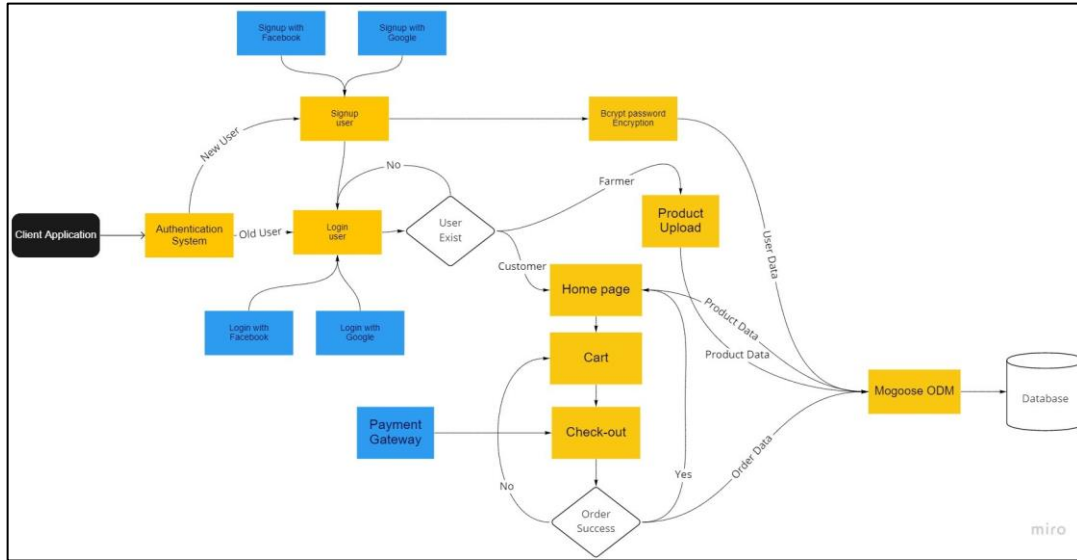 Signup with
Facebook
Signup with
Google
Signup
user
Bcrypt password
Encryption
New User
No
Farmer
Client Application
Authentication
System
Old User
Login
user
User
Exist
Product
Upload
User Data
Customer
Home page
Login with
Facebook
Login with
Google
Product Data
Product Data
Cart
Mogoose ODM
Database
Payment
Gateway
Check-out
No
Yes
Order Data
Order
Success
miro